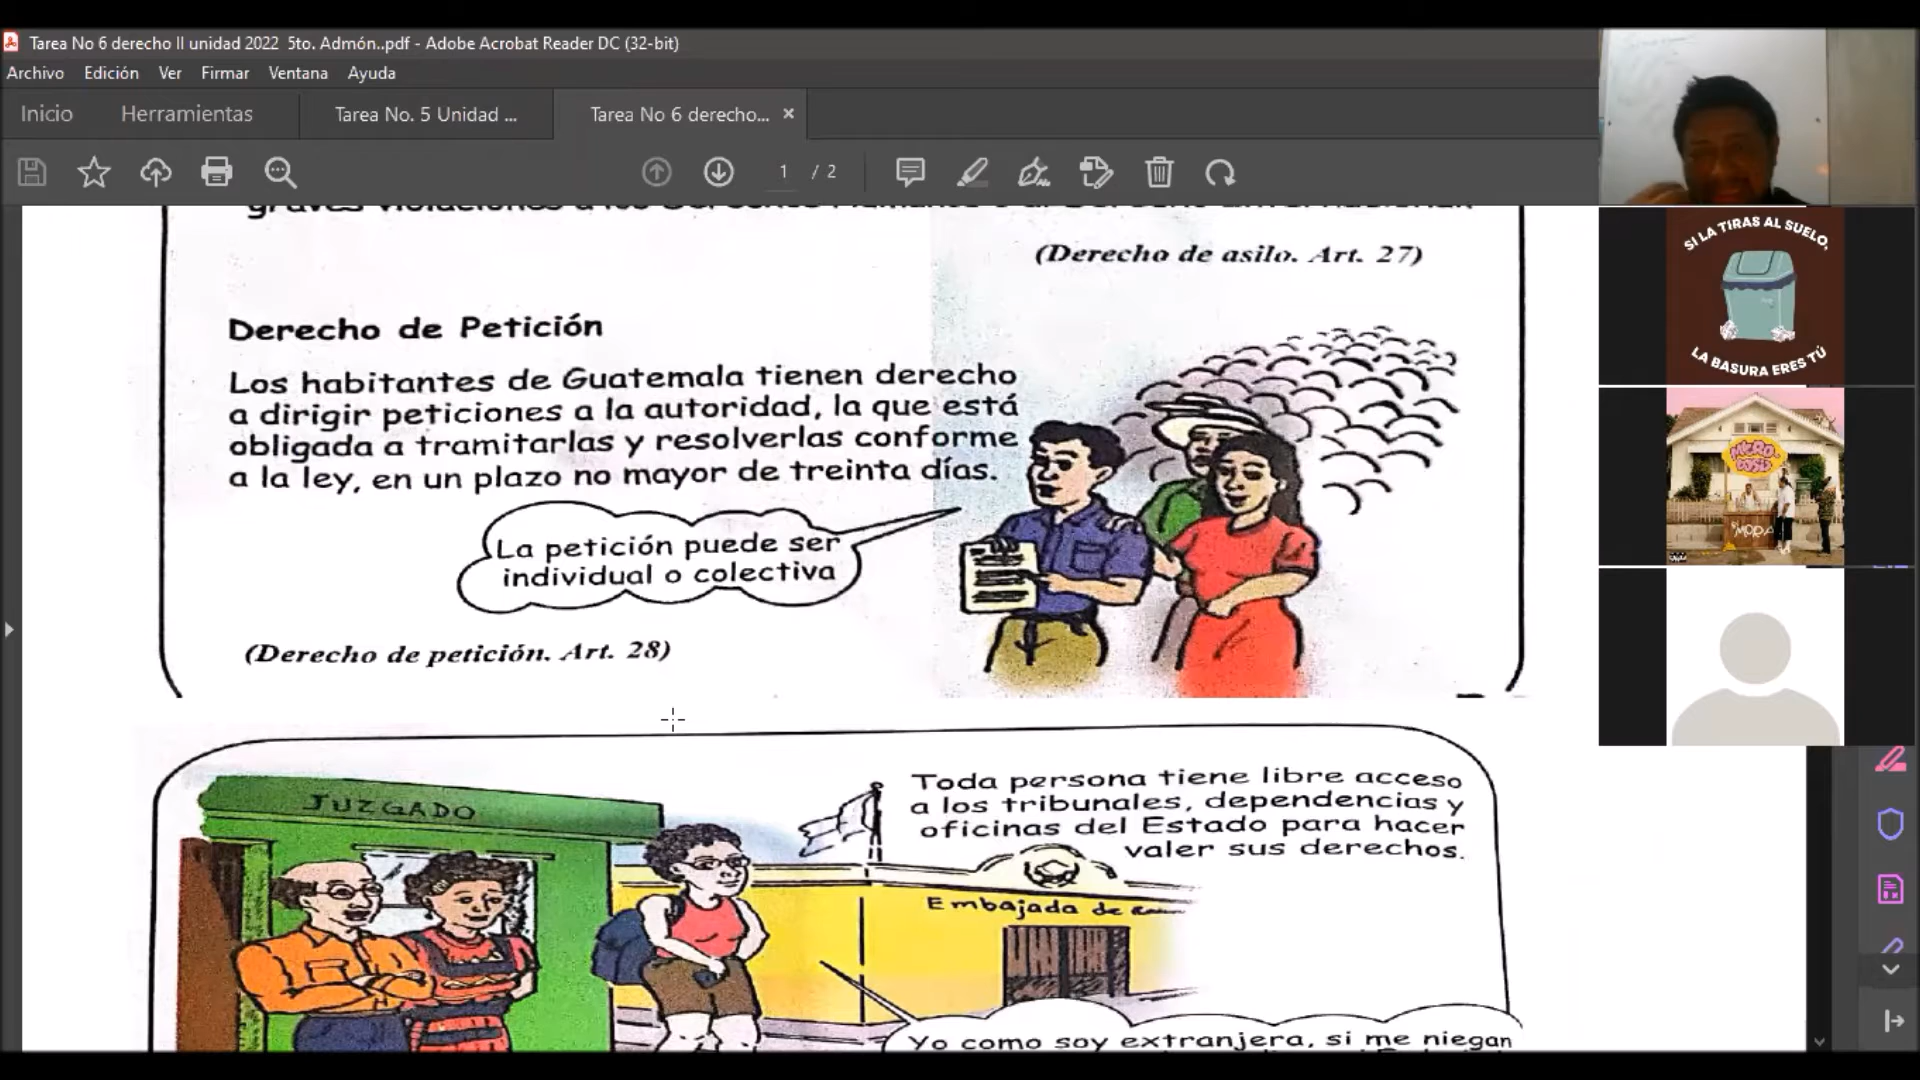 Tarea No 6 derecho II unidad 2022 5to. Admón..pdf - Adobe Acrobat Reader DC (32-bit)
Archivo Edición Ver Firmar Ventana Ayuda
Inicio Herramientas Tarea No. 5 Unidad ... Tarea No 6 derecho... ×
1 / 2
(Derecho de asilo. Art. 27)
Derecho de Petición
Los habitantes de Guatemala tienen derecho
a dirigir peticiones a la autoridad, la que está
obligada a tramitarlas y resolverlas conforme
a la ley, en un plazo no mayor de treinta días.
La petición puede ser
individual o colectiva
(Derecho de petición. Art. 28)
JUZGADO
Toda persona tiene libre acceso
a los tribunales, dependencias y
oficinas del Estado para hacer
valer sus derechos.
Embajada de
Yo como soy extranjera, si me niegan
SI LA TIRAS AL SUELO,
LA BASURA ERES TÚ
MICRO
COSIS
MORA